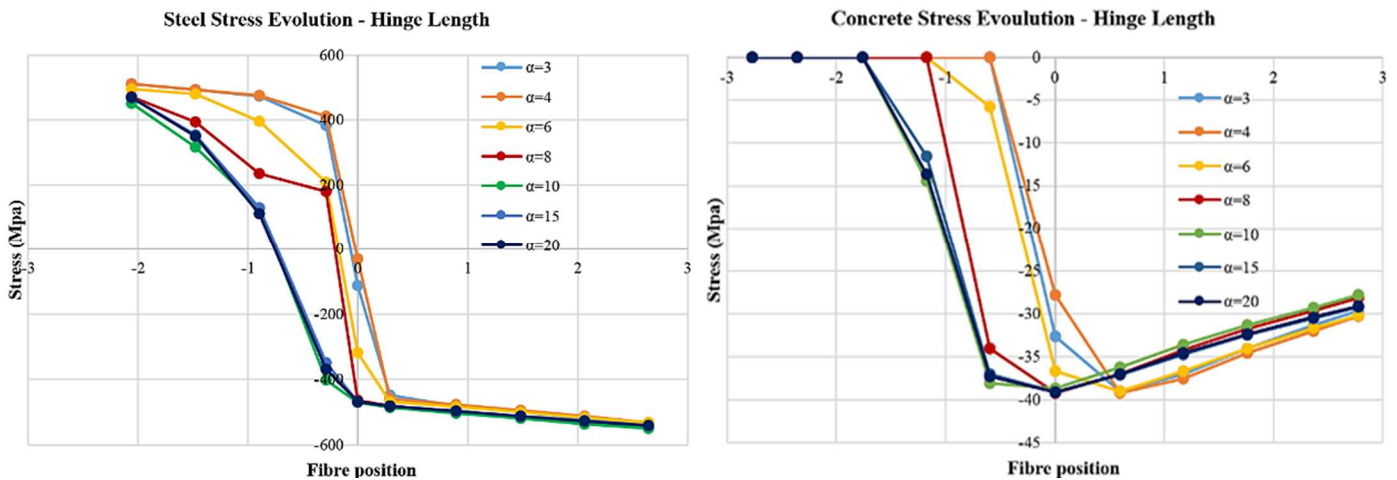 Steel Stress Evolution - Hinge Length
600
400
200
0
-200
-400
-600
-3
-2
-1
0
1
2
3
α=3
α=4
α=6
α=8
α=10
α=15
α=20
Stress (Mpa)
Fibre position
Concrete Stress Evoulution - Hinge Length
0
-5
-10
-15
-20
-25
-30
-35
-40
-45
-3
-2
-1
0
1
2
3
α=3
α=4
α=6
α=8
α=10
α=15
α=20
Stress (Mpa)
Fibre position